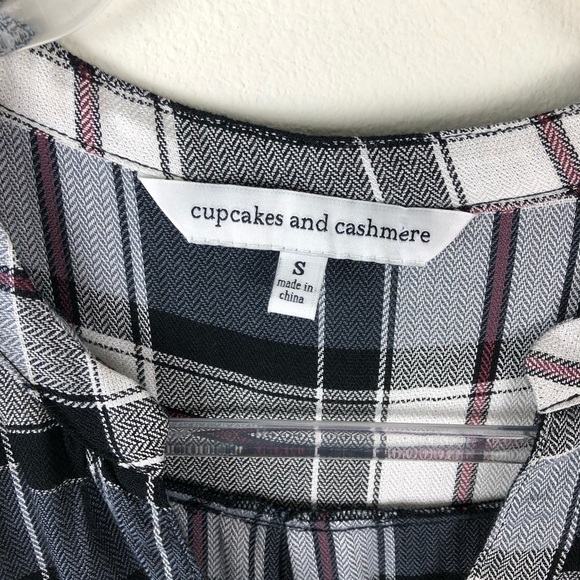 cupcakes and cashmere
S
made in
china